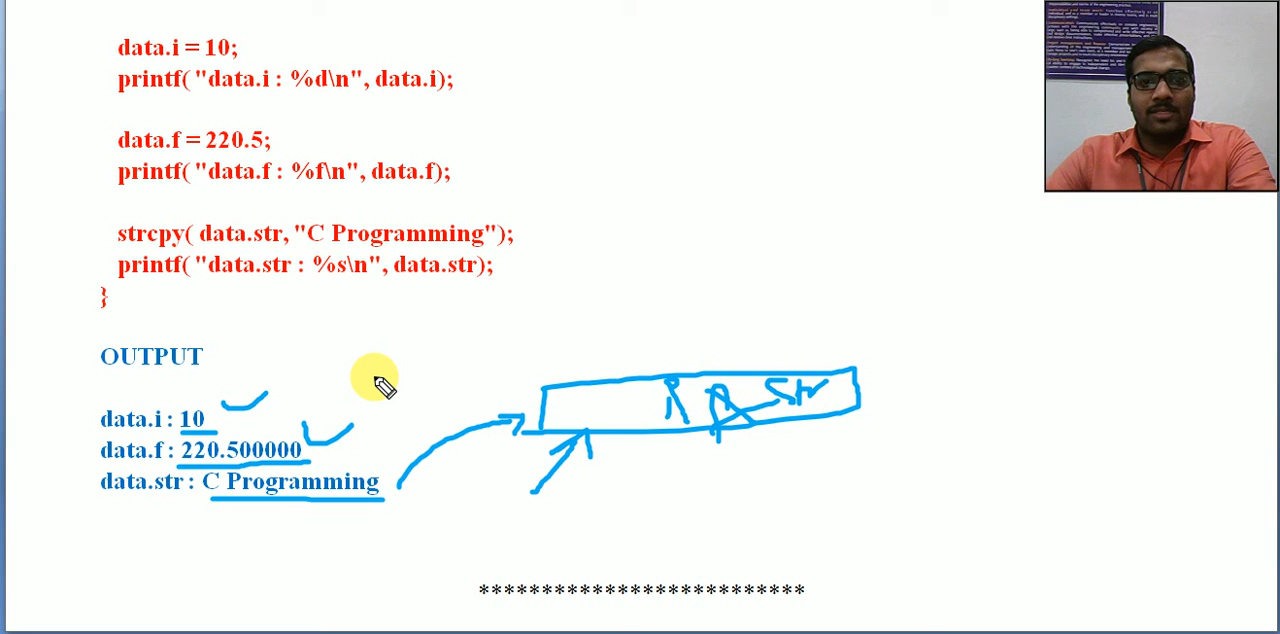 data.i = 10;
printf( "data.i : %d\n", data.i);
data.f = 220.5;
printf( "data.f : %f\n", data.f);
strcpy( data.str, "C Programming");
printf( "data.str : %s\n", data.str);
}
OUTPUT
data.i : 10
data.f : 220.500000
data.str : C Programming
Str
**************************